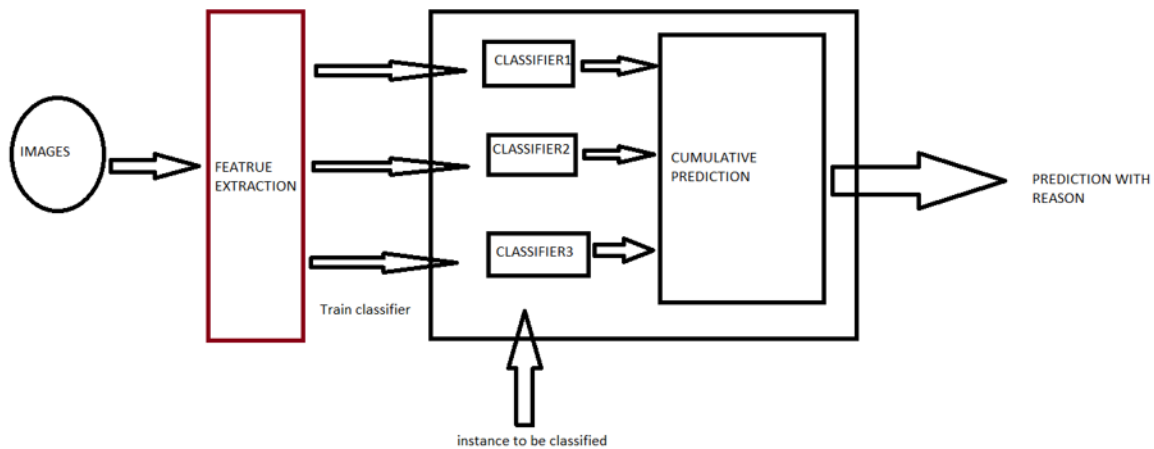 IMAGES
FEATRUE
EXTRACTION
Train classifier
CLASSIFIER1
CLASSIFIER2
CLASSIFIER3
CUMULATIVE
PREDICTION
PREDICTION WITH
REASON
instance to be classified